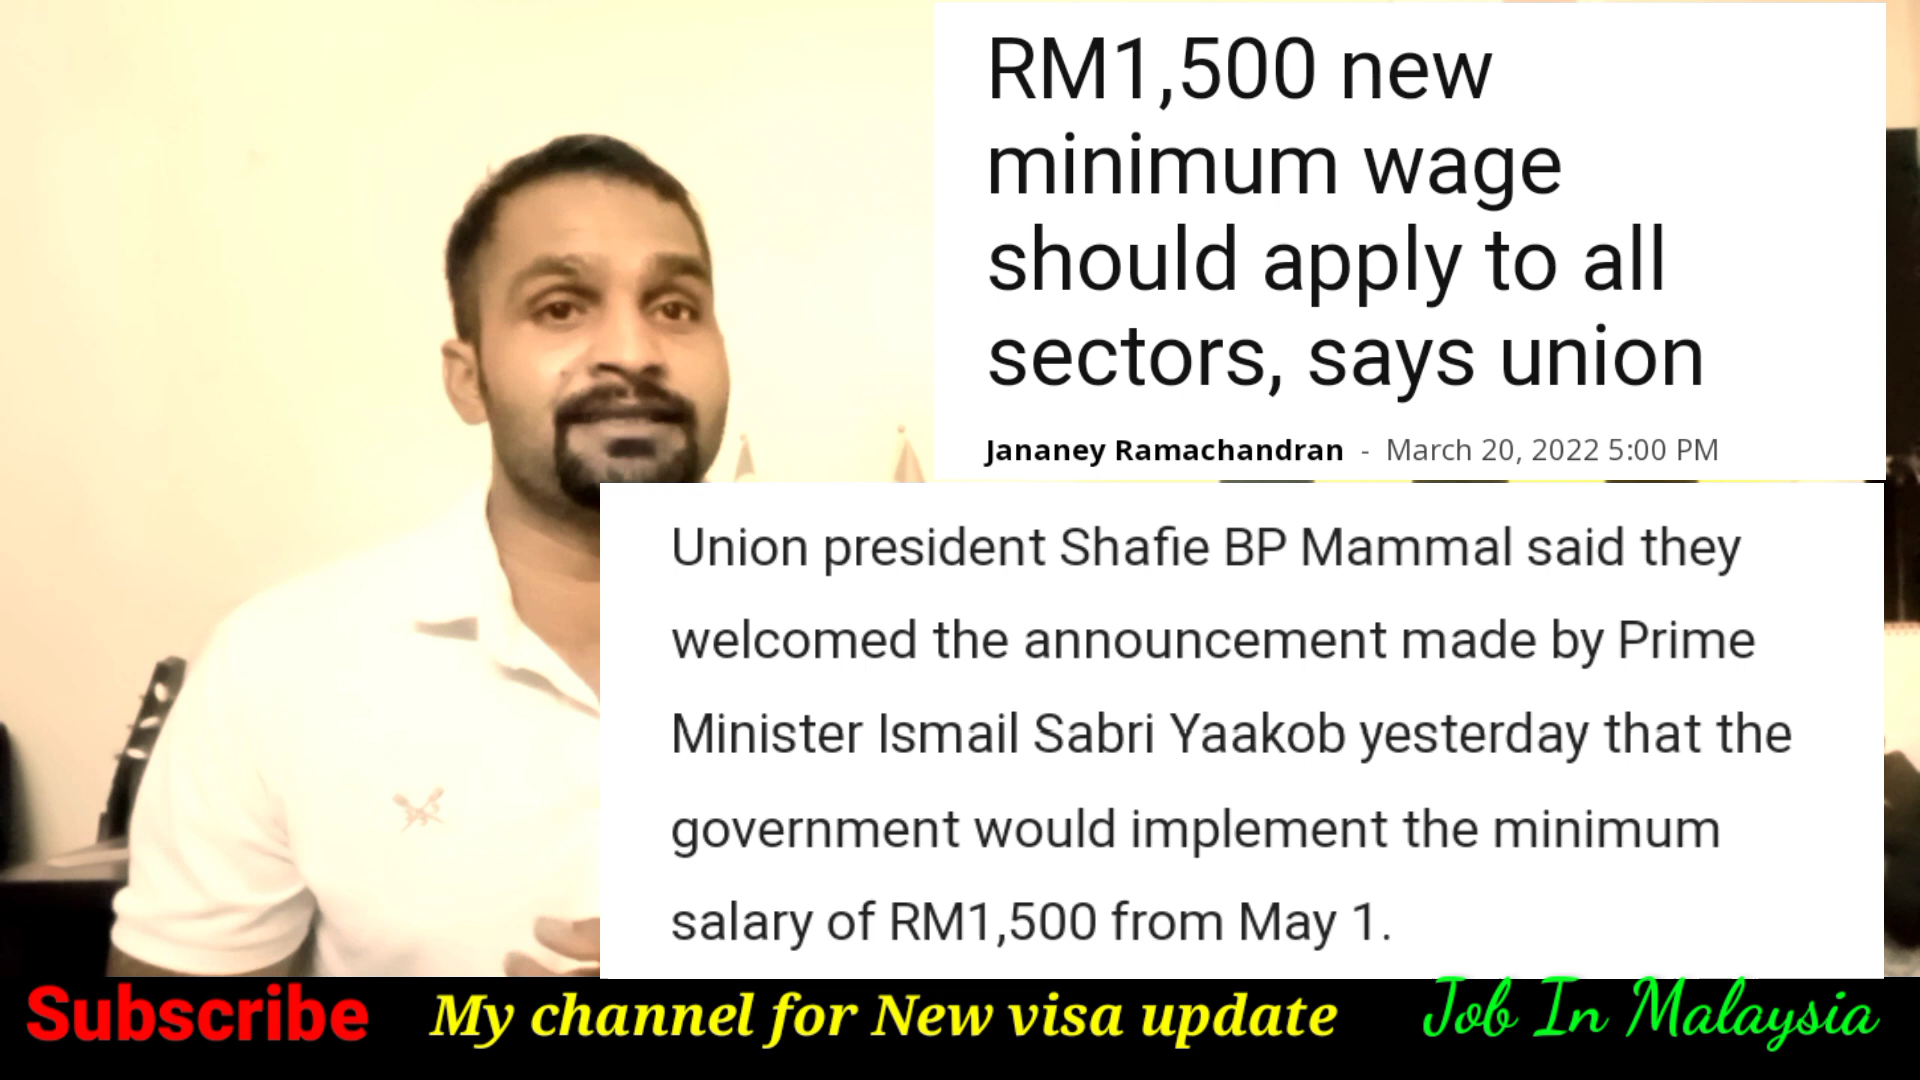 RM1,500 new
minimum wage
should apply to all
sectors, says union
Jananey Ramachandran - March 20, 2022 5:00 PM
Union president Shafie BP Mammal said they
welcomed the announcement made by Prime
Minister Ismail Sabri Yaakob yesterday that the
government would implement the minimum
salary of RM1,500 from May 1.
Subscribe My channel for New visa update Job In Malaysia